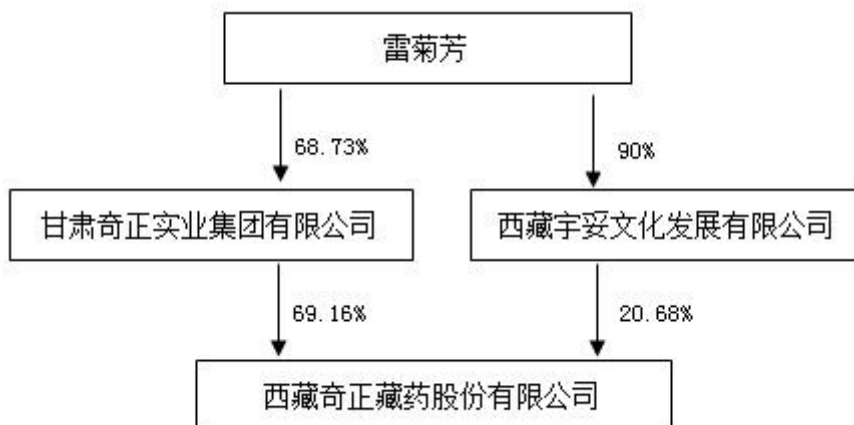 雷菊芳
68.73%
90%
甘肃奇正实业集团有限公司
西藏宇妥文化发展有限公司
69.16%
20.68%
西藏奇正藏药股份有限公司